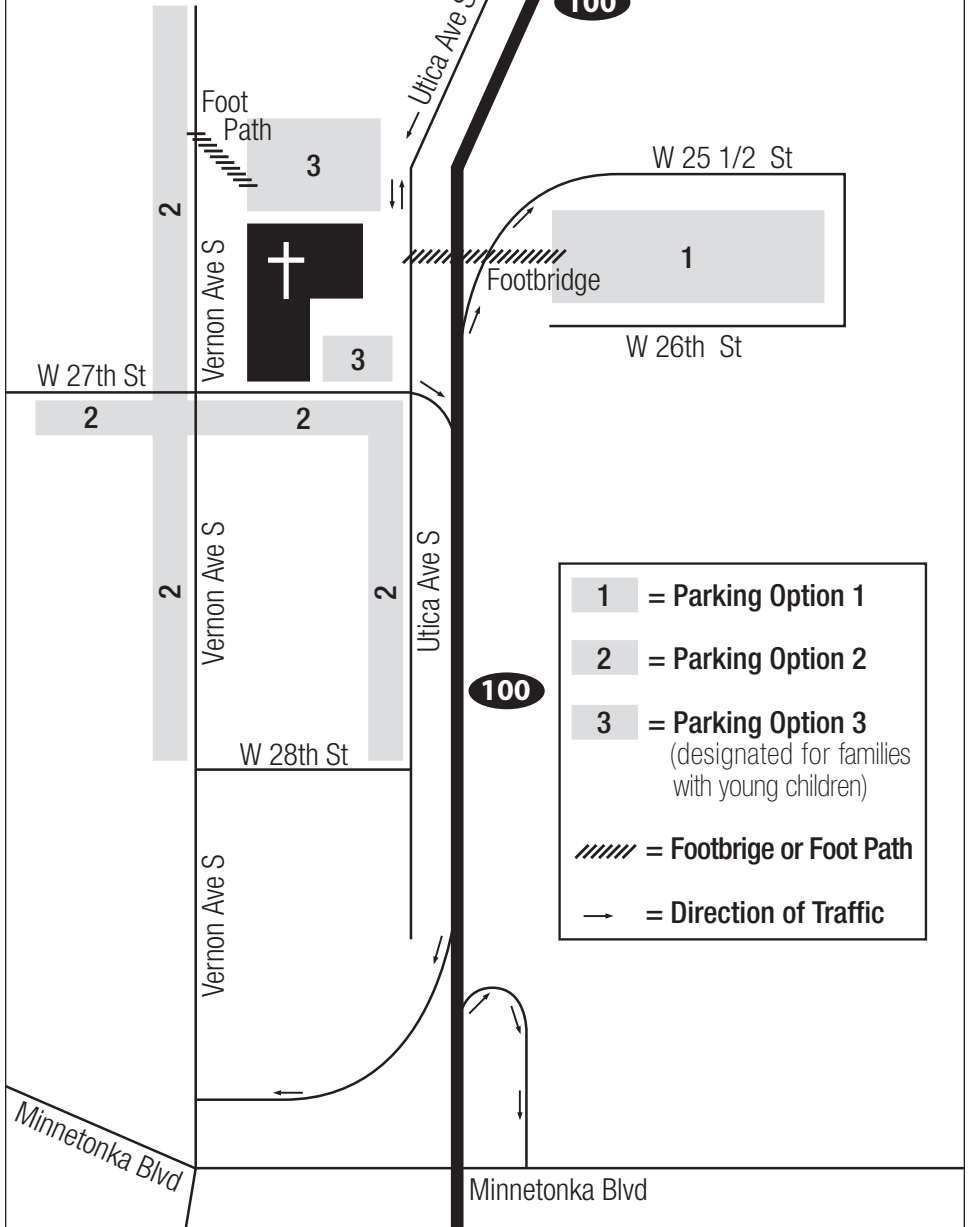 100
Utica Ave S
Foot
Path
3
W 25 1/2 St
2
1
Vernon Ave S
Footbridge
3
W 26th St
W 27th St
2
2
Vernon Ave S
2
2
Utica Ave S
1 = Parking Option 1
2 = Parking Option 2
100
3 = Parking Option 3
(designated for families
with young children)
W 28th St
= Footbrige or Foot Path
= Direction of Traffic
Vernon Ave S
Minnetonka Blvd
Minnetonka Blvd